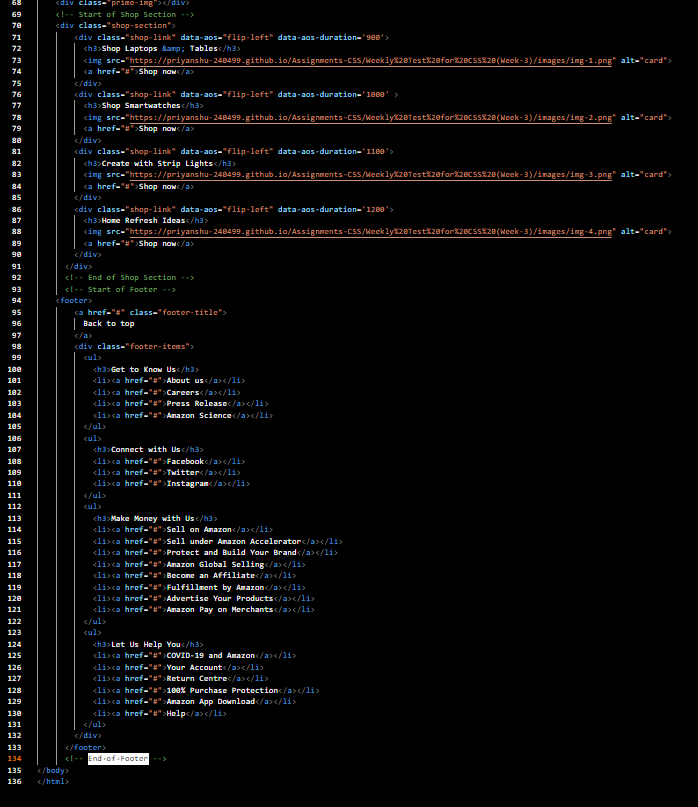 68 <div class="prime-img"></div>
69 <!-- Start of Shop Section -->
70 <div class="shop-section">
71 <div class="shop-link" data-aos="flip-left" data-aos-duration='900'>
72 <h3>Shop Laptops &amp; Tables</h3>
73 <img src="https://priyanshu-240499.github.io/Assignments-CSS/Weekly%20Test%20for%20CSS%20(Week-3)/images/img-1.png" alt="card">
74 <a href="#">Shop now</a>
75 </div>
76 <div class="shop-link" data-aos="flip-left" data-aos-duration='1000' >
77 <h3>Shop Smartwatches</h3>
78 <img src="https://priyanshu-240499.github.io/Assignments-CSS/Weekly%20Test%20for%20CSS%20(Week-3)/images/img-2.png" alt="card">
79 <a href="#">Shop now</a>
80 </div>
81 <div class="shop-link" data-aos="flip-left" data-aos-duration='1100'>
82 <h3>Create with Strip Lights</h3>
83 <img src="https://priyanshu-240499.github.io/Assignments-CSS/Weekly%20Test%20for%20CSS%20(Week-3)/images/img-3.png" alt="card">
84 <a href="#">Shop now</a>
85 </div>
86 <div class="shop-link" data-aos="flip-left" data-aos-duration='1200'>
87 <h3>Home Refresh Ideas</h3>
88 <img src="https://priyanshu-240499.github.io/Assignments-CSS/Weekly%20Test%20for%20CSS%20(Week-3)/images/img-4.png" alt="card">
89 <a href="#">Shop now</a>
90 </div>
91 </div>
92 <!-- End of Shop Section -->
93 <!-- Start of Footer -->
94 <footer>
95 <a href="#" class="footer-title">
96 Back to top
97 </a>
98 <div class="footer-items">
99 <ul>
100 <h3>Get to Know Us</h3>
101 <li><a href="#">About us</a></li>
102 <li><a href="#">Careers</a></li>
103 <li><a href="#">Press Release</a></li>
104 <li><a href="#">Amazon Science</a></li>
105 </ul>
106 <ul>
107 <h3>Connect with Us</h3>
108 <li><a href="#">Facebook</a></li>
109 <li><a href="#">Twitter</a></li>
110 <li><a href="#">Instagram</a></li>
111 </ul>
112 <ul>
113 <h3>Make Money with Us</h3>
114 <li><a href="#">Sell on Amazon</a></li>
115 <li><a href="#">Sell under Amazon Accelerator</a></li>
116 <li><a href="#">Protect and Build Your Brand</a></li>
117 <li><a href="#">Amazon Global Selling</a></li>
118 <li><a href="#">Become an Affiliate</a></li>
119 <li><a href="#">Fulfillment by Amazon</a></li>
120 <li><a href="#">Advertise Your Products</a></li>
121 <li><a href="#">Amazon Pay on Merchants</a></li>
122 </ul>
123 <ul>
124 <h3>Let Us Help You</h3>
125 <li><a href="#">COVID-19 and Amazon</a></li>
126 <li><a href="#">Your Account</a></li>
127 <li><a href="#">Return Centre</a></li>
128 <li><a href="#">100% Purchase Protection</a></li>
129 <li><a href="#">Amazon App Download</a></li>
130 <li><a href="#">Help</a></li>
131 </ul>
132 </div>
133 </footer>
134 <!-- End·of·Footer -->
135 </body>
136 </html>